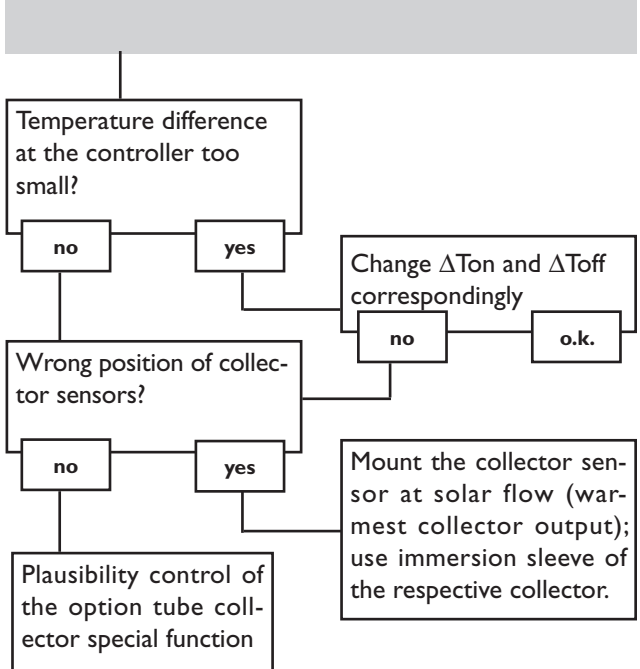 Temperature difference
at the controller too
small?
no
yes
Change ΔTon and ΔToff
correspondingly
no
o.k.
Wrong position of collec-
tor sensors?
no
yes
Mount the collector sen-
sor at solar flow (war-
mest collector output);
use immersion sleeve of
the respective collector.
Plausibility control of
the option tube coll-
ector special function